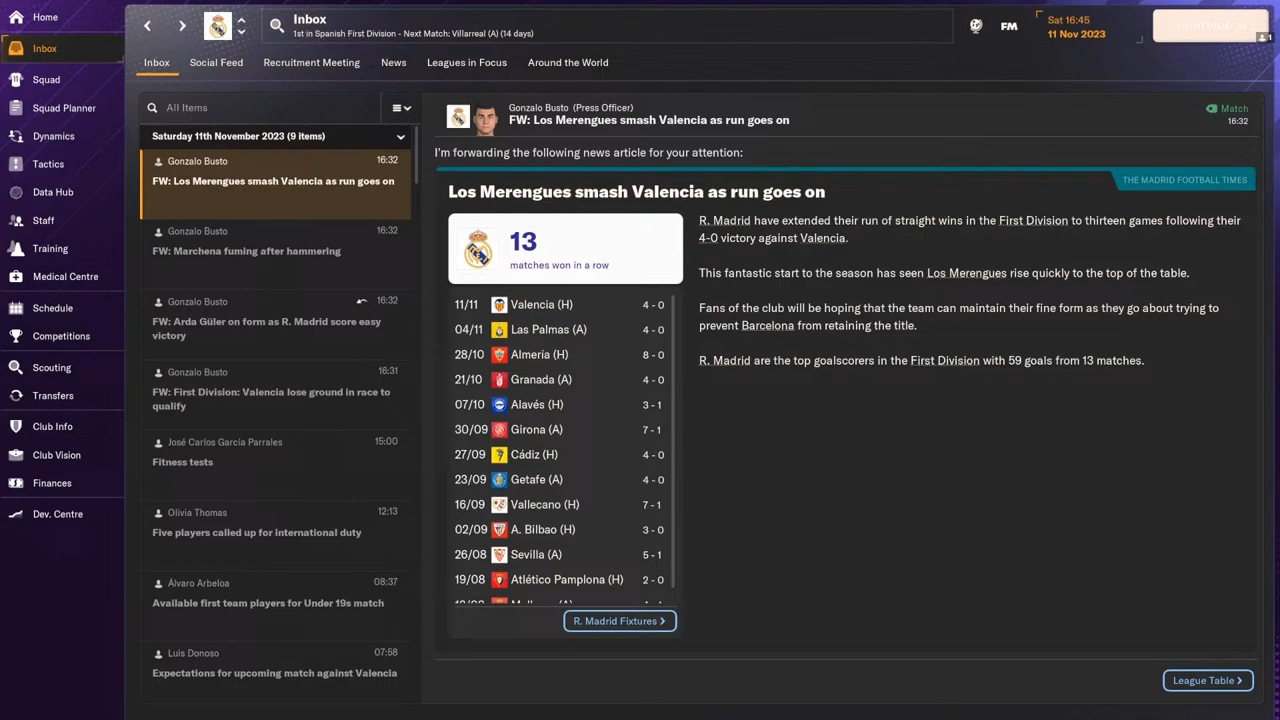 Home
Inbox
Squad
Squad Planner
Dynamics
Tactics
Data Hub
Staff
Training
Medical Centre
Schedule
Competitions
Scouting
Transfers
Club Info
Club Vision
Finances
Dev. Centre
Inbox
1st in Spanish First Division - Next Match: Villarreal (A) (14 days)
FM
Sat 16:45
11 Nov 2023
1
Inbox
Social Feed
Recruitment Meeting
News
Leagues in Focus
Around the World
All Items
Saturday 11th November 2023 (9 items)
Gonzalo Busto 16:32
FW: Los Merengues smash Valencia as run goes on
Gonzalo Busto 16:32
FW: Marchena fuming after hammering
Gonzalo Busto 16:32
FW: Arda Güler on form as R. Madrid score easy
victory
Gonzalo Busto 16:31
FW: First Division: Valencia lose ground in race to
qualify
José Carlos García Parrales 15:00
Fitness tests
Olivia Thomas 12:13
Five players called up for international duty
Álvaro Arbeloa 08:37
Available first team players for Under 19s match
Luis Donoso 07:58
Expectations for upcoming match against Valencia
Gonzalo Busto (Press Officer)
FW: Los Merengues smash Valencia as run goes on
Match
16:32
I'm forwarding the following news article for your attention:
THE MADRID FOOTBALL TIMES
Los Merengues smash Valencia as run goes on
13
matches won in a row
11/11 Valencia (H) 4 - 0
04/11 Las Palmas (A) 4 - 0
28/10 Almería (H) 8 - 0
21/10 Granada (A) 4 - 0
07/10 Alavés (H) 3 - 1
30/09 Girona (A) 7 - 1
27/09 Cádiz (H) 4 - 0
23/09 Getafe (A) 4 - 0
16/09 Vallecano (H) 7 - 1
02/09 A. Bilbao (H) 3 - 0
26/08 Sevilla (A) 5 - 1
19/08 Atlético Pamplona (H) 2 - 0
R. Madrid Fixtures
R. Madrid have extended their run of straight wins in the First Division to thirteen games following their
4-0 victory against Valencia.
This fantastic start to the season has seen Los Merengues rise quickly to the top of the table.
Fans of the club will be hoping that the team can maintain their fine form as they go about trying to
prevent Barcelona from retaining the title.
R. Madrid are the top goalscorers in the First Division with 59 goals from 13 matches.
League Table